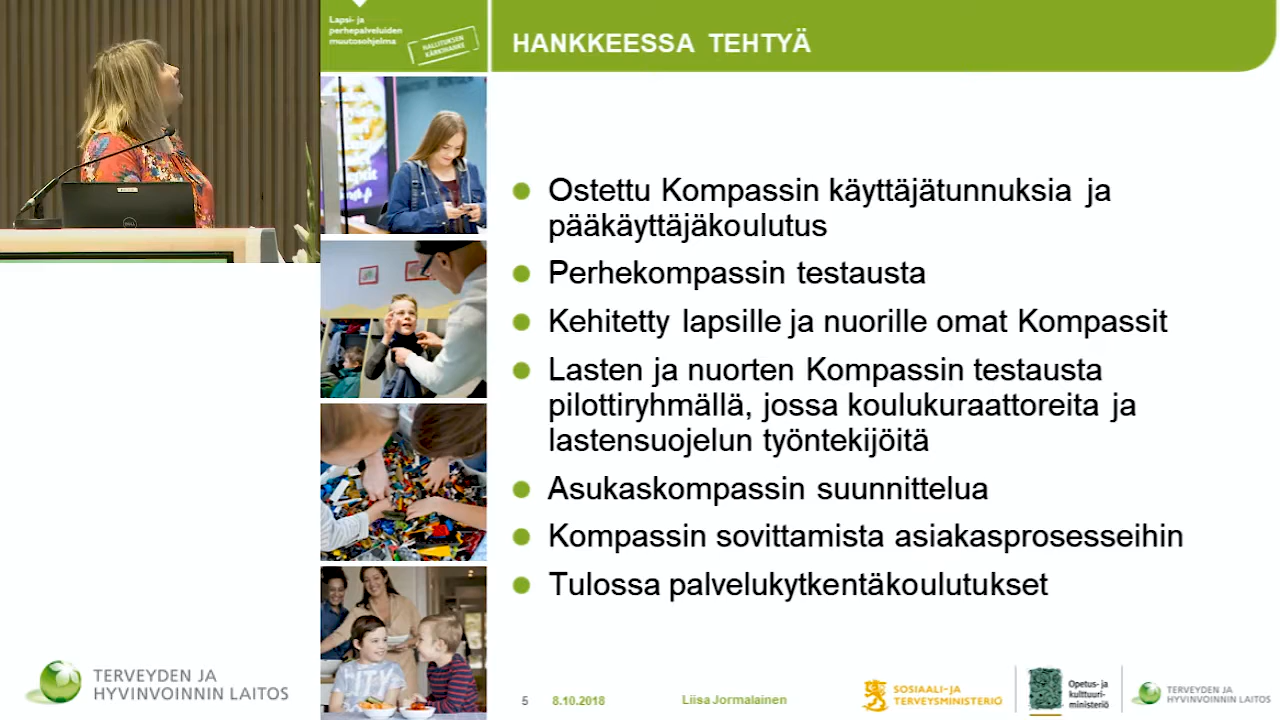 Lapsi- ja
perhepalveluiden
muutosohjelma
HALLITUKSEN
KÄRKIHANKE
HANKKEESSA TEHTYÄ
Ostettu Kompassin käyttäjätunnuksia ja
pääkäyttäjäkoulutus
Perhekompassin testausta
Kehitetty lapsille ja nuorille omat Kompassit
Lasten ja nuorten Kompassin testausta
pilottiryhmällä, jossa koulukuraattoreita ja
lastensuojelun työntekijöitä
Asukaskompassin suunnittelua
Kompassin sovittamista asiakasprosesseihin
Tulossa palvelukytkentäkoulutukset
TERVEYDEN JA
HYVINVOINNIN LAITOS
5 8.10.2018 Liisa Jormalainen
SOSIAALI- JA
TERVEYSMINISTERIÖ
Opetus- ja
kulttuuri-
ministeriö
TERVEYDEN JA
HYVINVOINNIN LAITOS